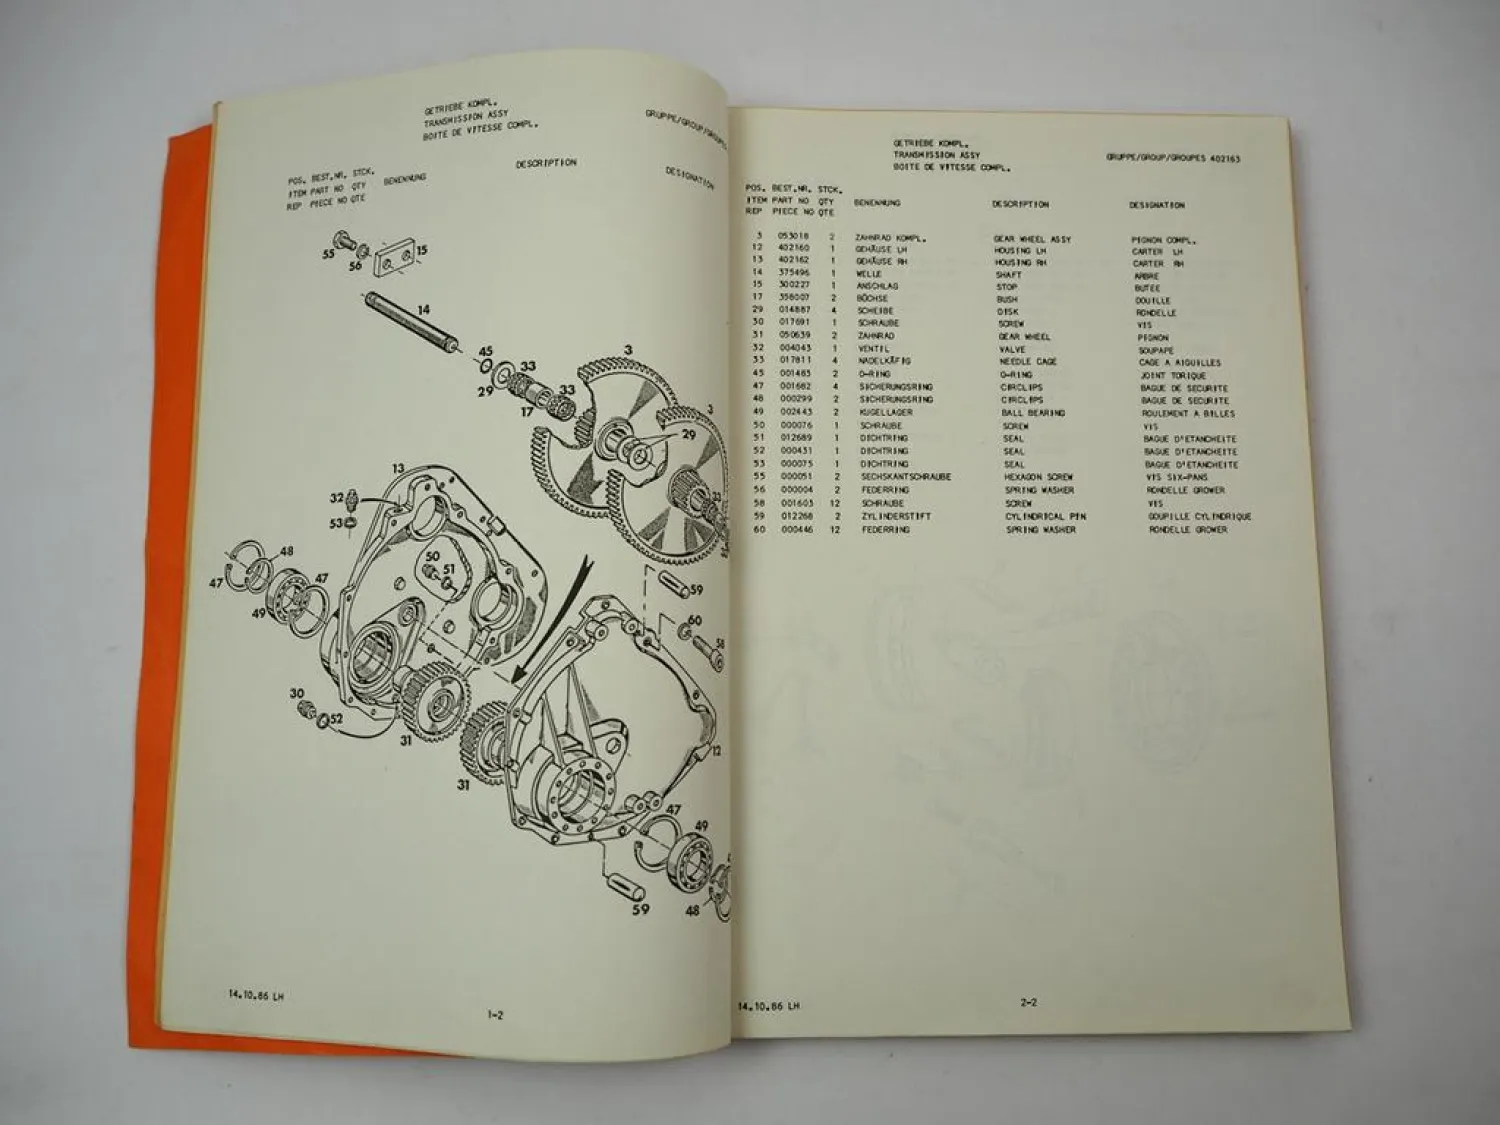 GETRIEBE KOMPL.
TRANSMISSION ASSY
BOITE DE VITESSE COMPL.
GRUPPE/GROUP/GROUPES
POS. BEST.NR. STCK.
ITEM PART NO QTY BENENNUNG DESCRIPTION DESIGNATION
REP PIECE NO QTE
55
56
15
14
45
33
29
17
33
3
3
29
33
13
32
53
48
47
47
49
50
51
59
60
58
30
52
31
31
12
47
49
59
48
14.10.86 LH
1-2
GETRIEBE KOMPL.
TRANSMISSION ASSY
BOITE DE VITESSE COMPL.
GRUPPE/GROUP/GROUPES 402163
POS. BEST.NR. STCK.
ITEM PART NO QTY BENENNUNG DESCRIPTION DESIGNATION
REP PIECE NO QTE
3 053018 2 ZAHNRAD KOMPL. GEAR WHEEL ASSY PIGNON COMPL.
12 402160 1 GEHÄUSE LH HOUSING LH CARTER LH
13 402162 1 GEHÄUSE RH HOUSING RH CARTER RH
14 375496 1 WELLE SHAFT ARBRE
15 300227 1 ANSCHLAG STOP BUTEE
17 358007 2 BÜCHSE BUSH DOUILLE
29 014887 4 SCHEIBE DISK RONDELLE
30 017691 1 SCHRAUBE SCREW VIS
31 050639 2 ZAHNRAD GEAR WHEEL PIGNON
32 004043 1 VENTIL VALVE SOUPAPE
33 017811 4 NADELKÄFIG NEEDLE CAGE CAGE A AIGUILLES
45 001485 2 O-RING O-RING JOINT TORIQUE
47 001682 4 SICHERUNGSRING CIRCLIPS BAGUE DE SECURITE
48 000299 2 SICHERUNGSRING CIRCLIPS BAGUE DE SECURITE
49 002443 2 KUGELLAGER BALL BEARING ROULEMENT A BILLES
50 000076 1 SCHRAUBE SCREW VIS
51 012689 1 DICHTRING SEAL BAGUE D'ETANCHEITE
52 000431 1 DICHTRING SEAL BAGUE D'ETANCHEITE
53 000075 1 DICHTRING SEAL BAGUE D'ETANCHEITE
55 000051 2 SECHSKANTSCHRAUBE HEXAGON SCREW VIS SIX-PANS
56 000004 2 FEDERRING SPRING WASHER RONDELLE GROWER
58 001603 12 SCHRAUBE SCREW VIS
59 012268 2 ZYLINDERSTIFT CYLINDRICAL PIN GOUPILLE CYLINDRIQUE
60 000446 12 FEDERRING SPRING WASHER RONDELLE GROWER
14.10.86 LH
2-2